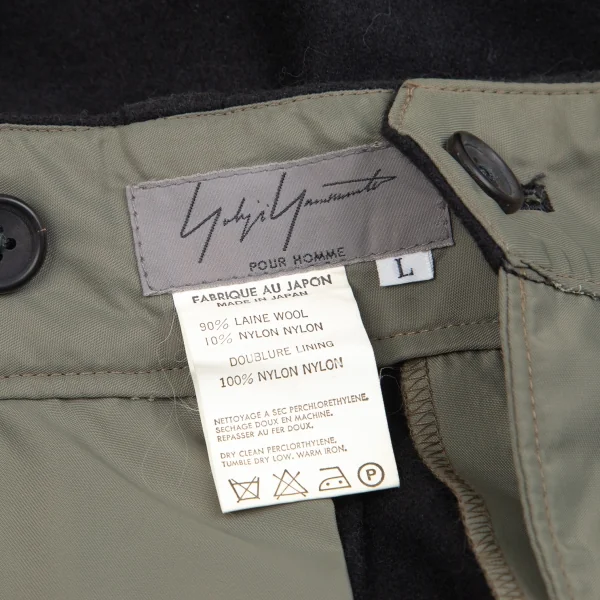 Yohji Yamamoto
POUR HOMME
L
FABRIQUE AU JAPON
MADE IN JAPAN
90% LAINE WOOL
10% NYLON NYLON
DOUBLURE LINING
100% NYLON NYLON
NETTOYAGE A SEC PERCHLORETHYLENE.
SECHAGE DOUX EN MACHINE.
REPASSER AU FER DOUX.
DRY CLEAN PERCLORTHYLENE.
TUMBLE DRY LOW. WARM IRON.
P